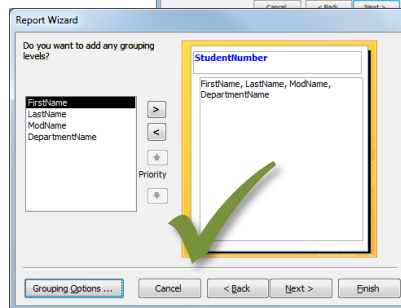 Cancel < Back Next >
Report Wizard
Do you want to add any grouping
levels?
FirstName
LastName
ModName
DepartmentName
>
<
Priority
StudentNumber
FirstName, LastName, ModName,
DepartmentName
Grouping Options ... Cancel < Back Next > Finish